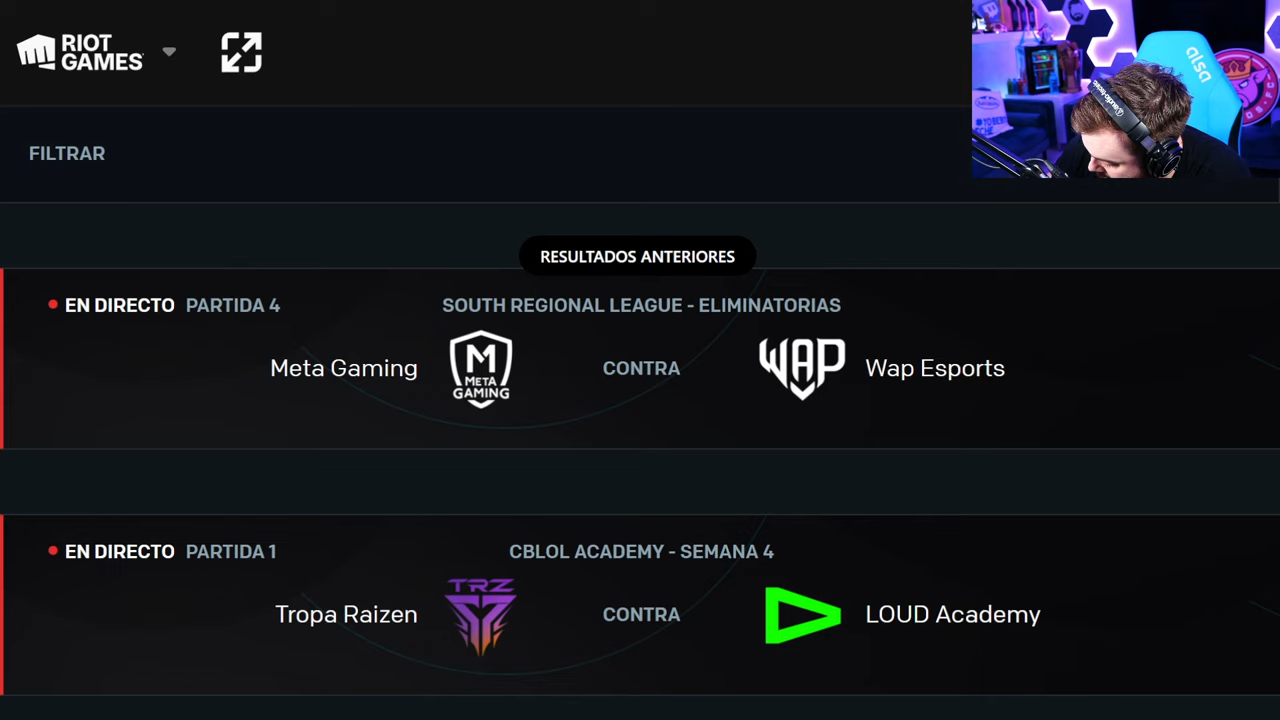 RIOT
GAMES
alsa
FILTRAR
RESULTADOS ANTERIORES
EN DIRECTO PARTIDA 4
SOUTH REGIONAL LEAGUE - ELIMINATORIAS
Meta Gaming
M
META
GAMING
CONTRA
WAP
Wap Esports
EN DIRECTO PARTIDA 1
CBLOL ACADEMY - SEMANA 4
Tropa Raizen
TRZ
CONTRA
LOUD Academy